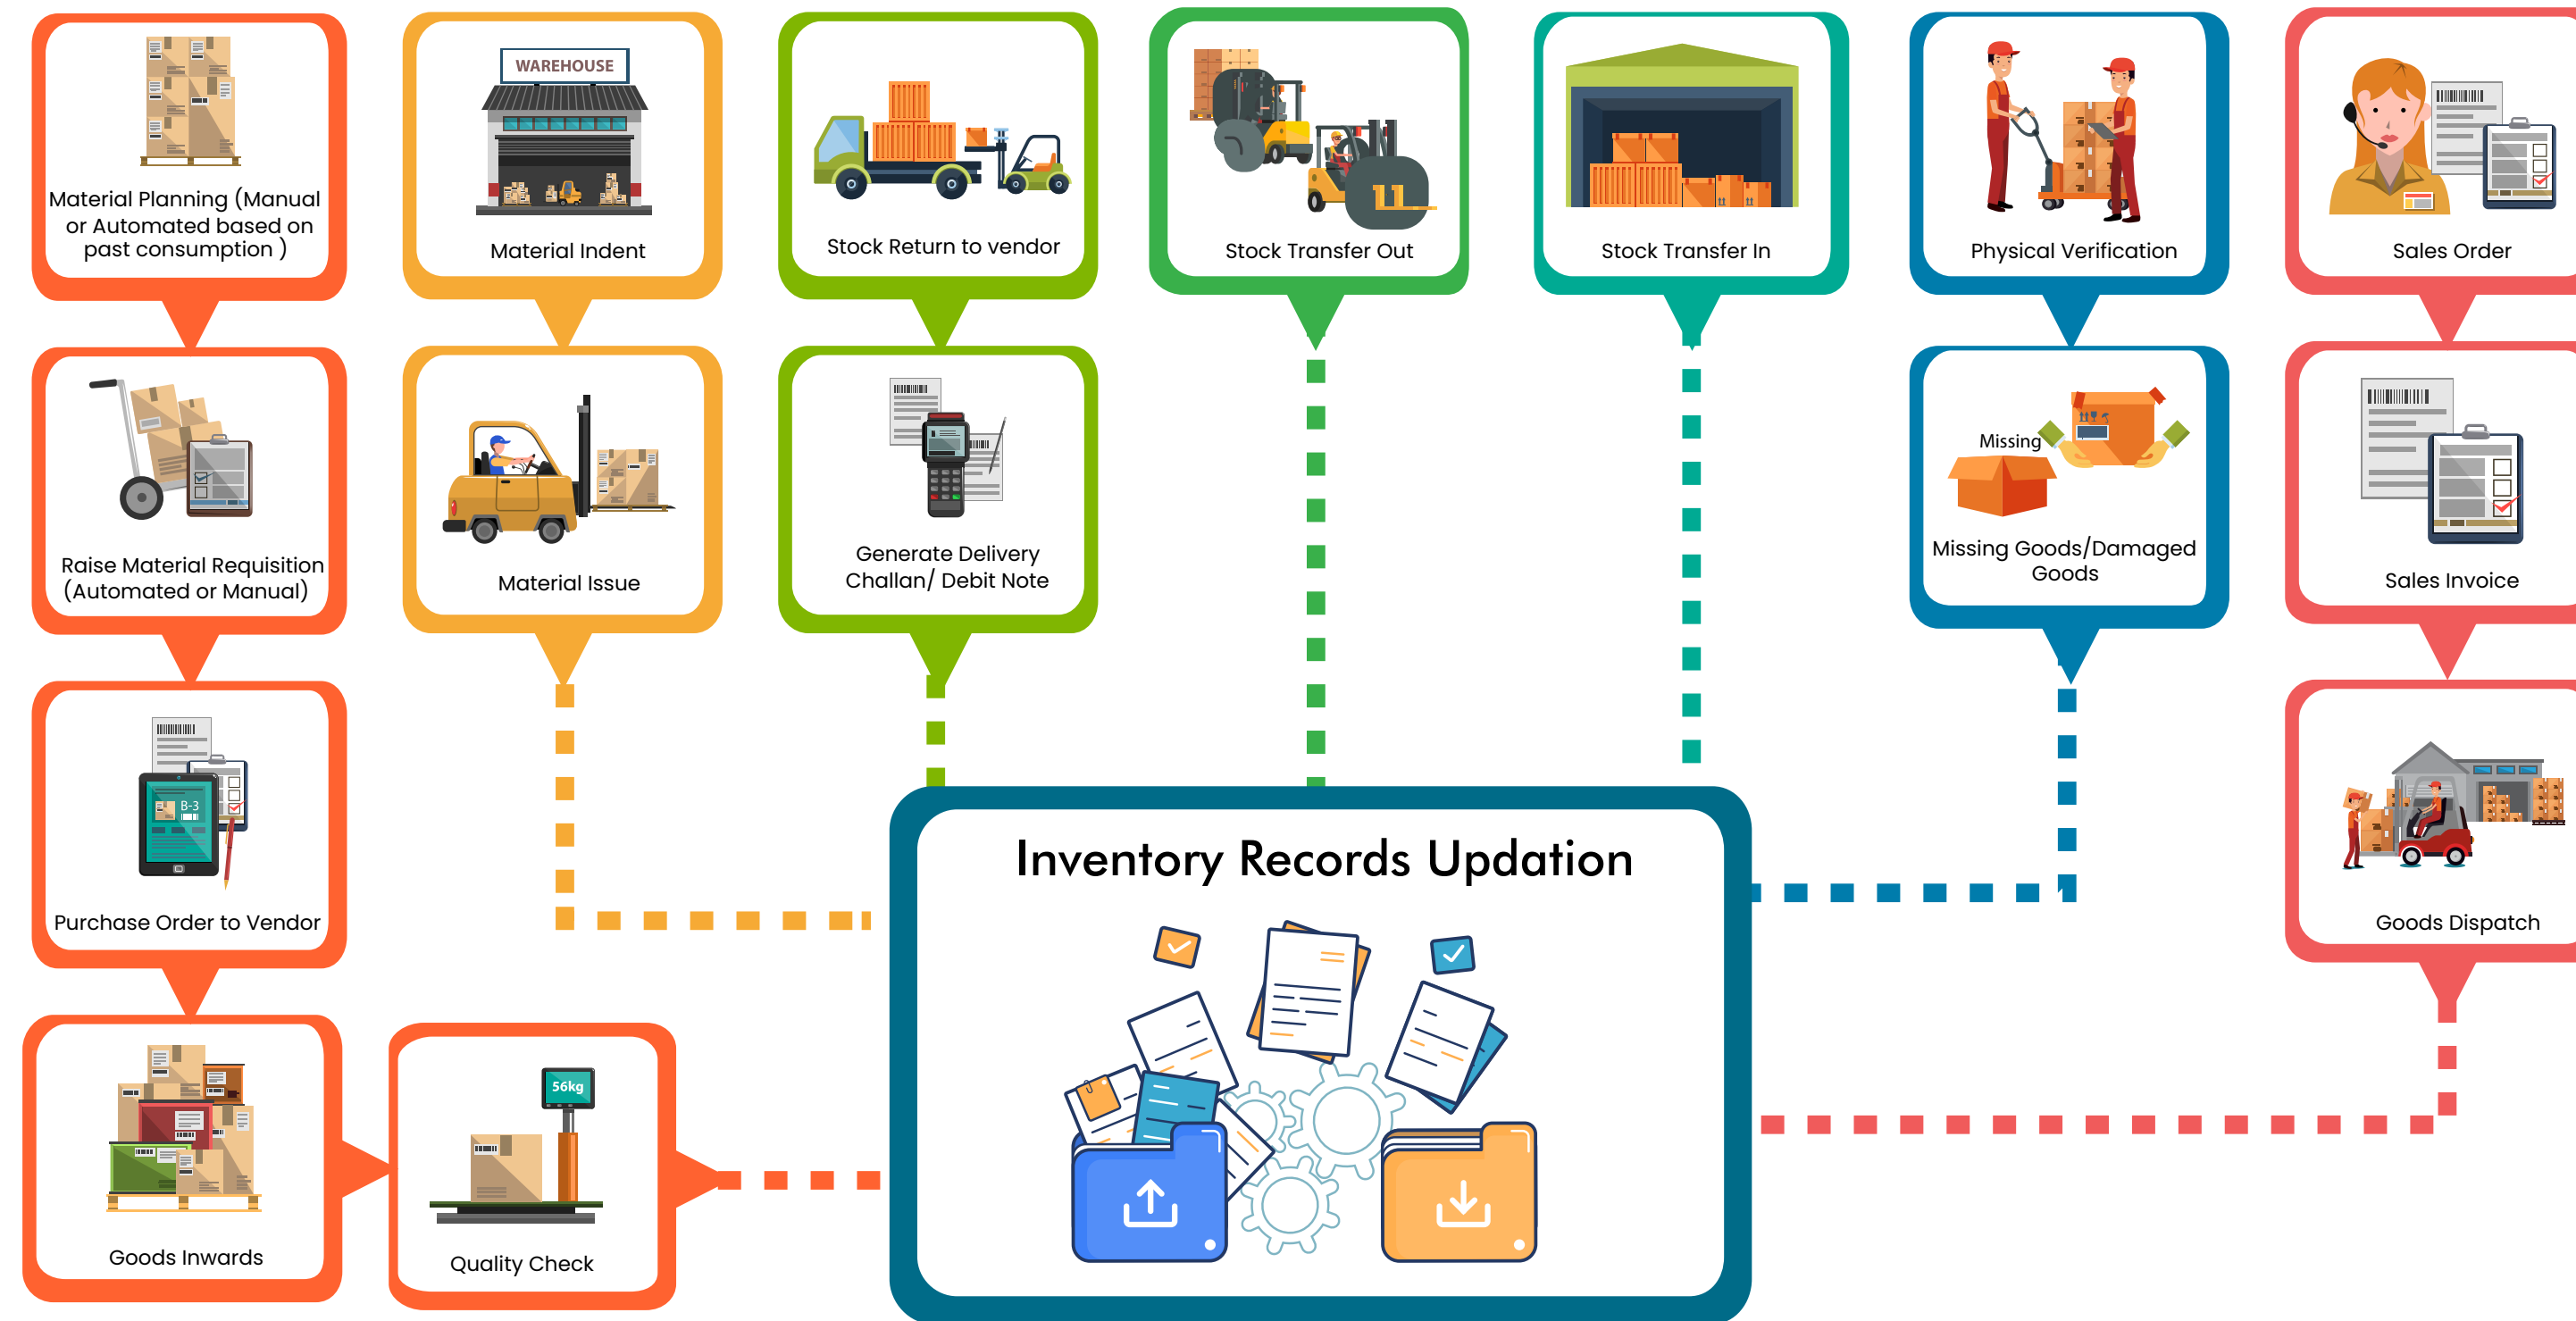 WAREHOUSE
Material Planning (Manual
or Automated based on
past consumption )
Material Indent
Stock Return to vendor
Stock Transfer Out
Stock Transfer In
Physical Verification
Sales Order
Raise Material Requisition
(Automated or Manual)
Material Issue
Generate Delivery
Challan/ Debit Note
Missing
Missing Goods/Damaged
Goods
Sales Invoice
B-3
Purchase Order to Vendor
Goods Dispatch
Inventory Records Updation
Goods Inwards
56kg
Quality Check